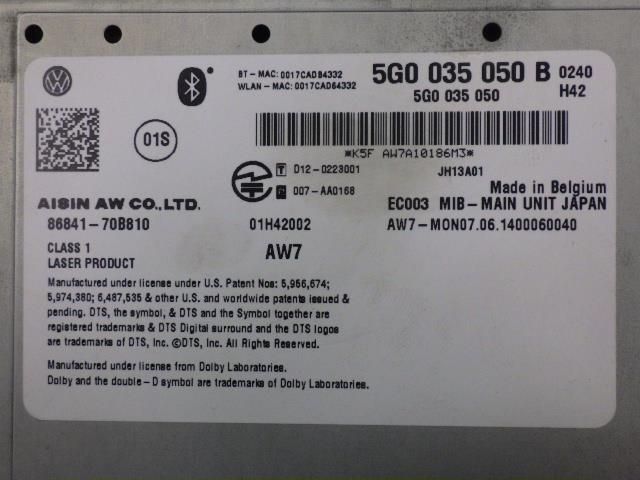 BT-MAC:0017CADB4332
WLAN-MAC:0017CAD64332
5G0 035 050 B 0240
5G0 035 050 H42
01S
*K5F AW7A10186M3*
T D12-0223001 JH13A01
007-AA0168
Made in Belgium
AISIN AW CO.,LTD.
EC003 MIB-MAIN UNIT JAPAN
86841-70B810 01H42002 AW7-MON07.06.1400060040
CLASS 1
LASER PRODUCT
AW7
Manufactured under license under U.S. Patent Nos: 5,956,674;
5,974,380; 6,487,535 & other U.S. and worldwide patents issued &
pending. DTS, the symbol, & DTS and the Symbol together are
registered trademarks & DTS Digital surround and the DTS logos
are trademarks of DTS, Inc. ©DTS, Inc. All Rights Reserved.
Manufactured under license from Dolby Laboratories.
Dolby and the double-D symbol are trademarks of Dolby Laboratories.